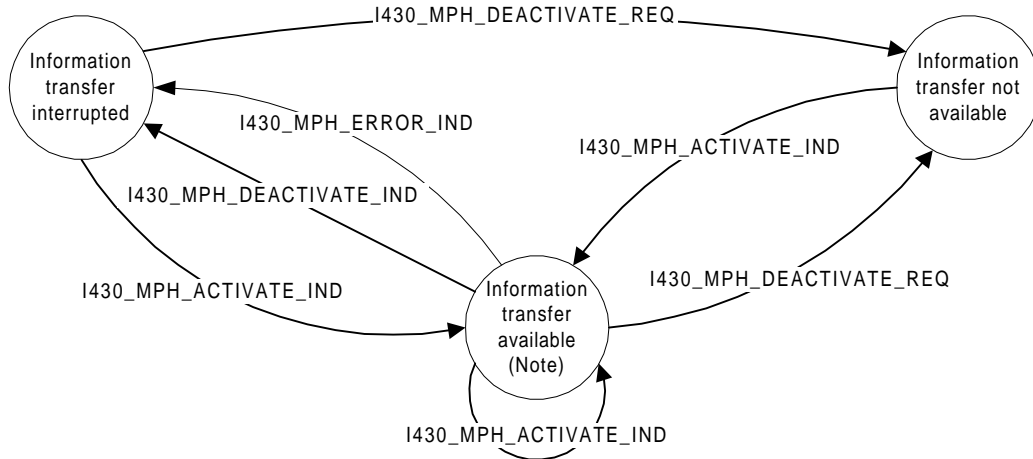 I430_MPH_DEACTIVATE_REQ
Information
transfer
interrupted
Information
transfer not
available
I430_MPH_ERROR_IND
I430_MPH_ACTIVATE_IND
I430_MPH_DEACTIVATE_IND
I430_MPH_ACTIVATE_IND
I430_MPH_DEACTIVATE_REQ
Information
transfer
available
(Note)
I430_MPH_ACTIVATE_IND